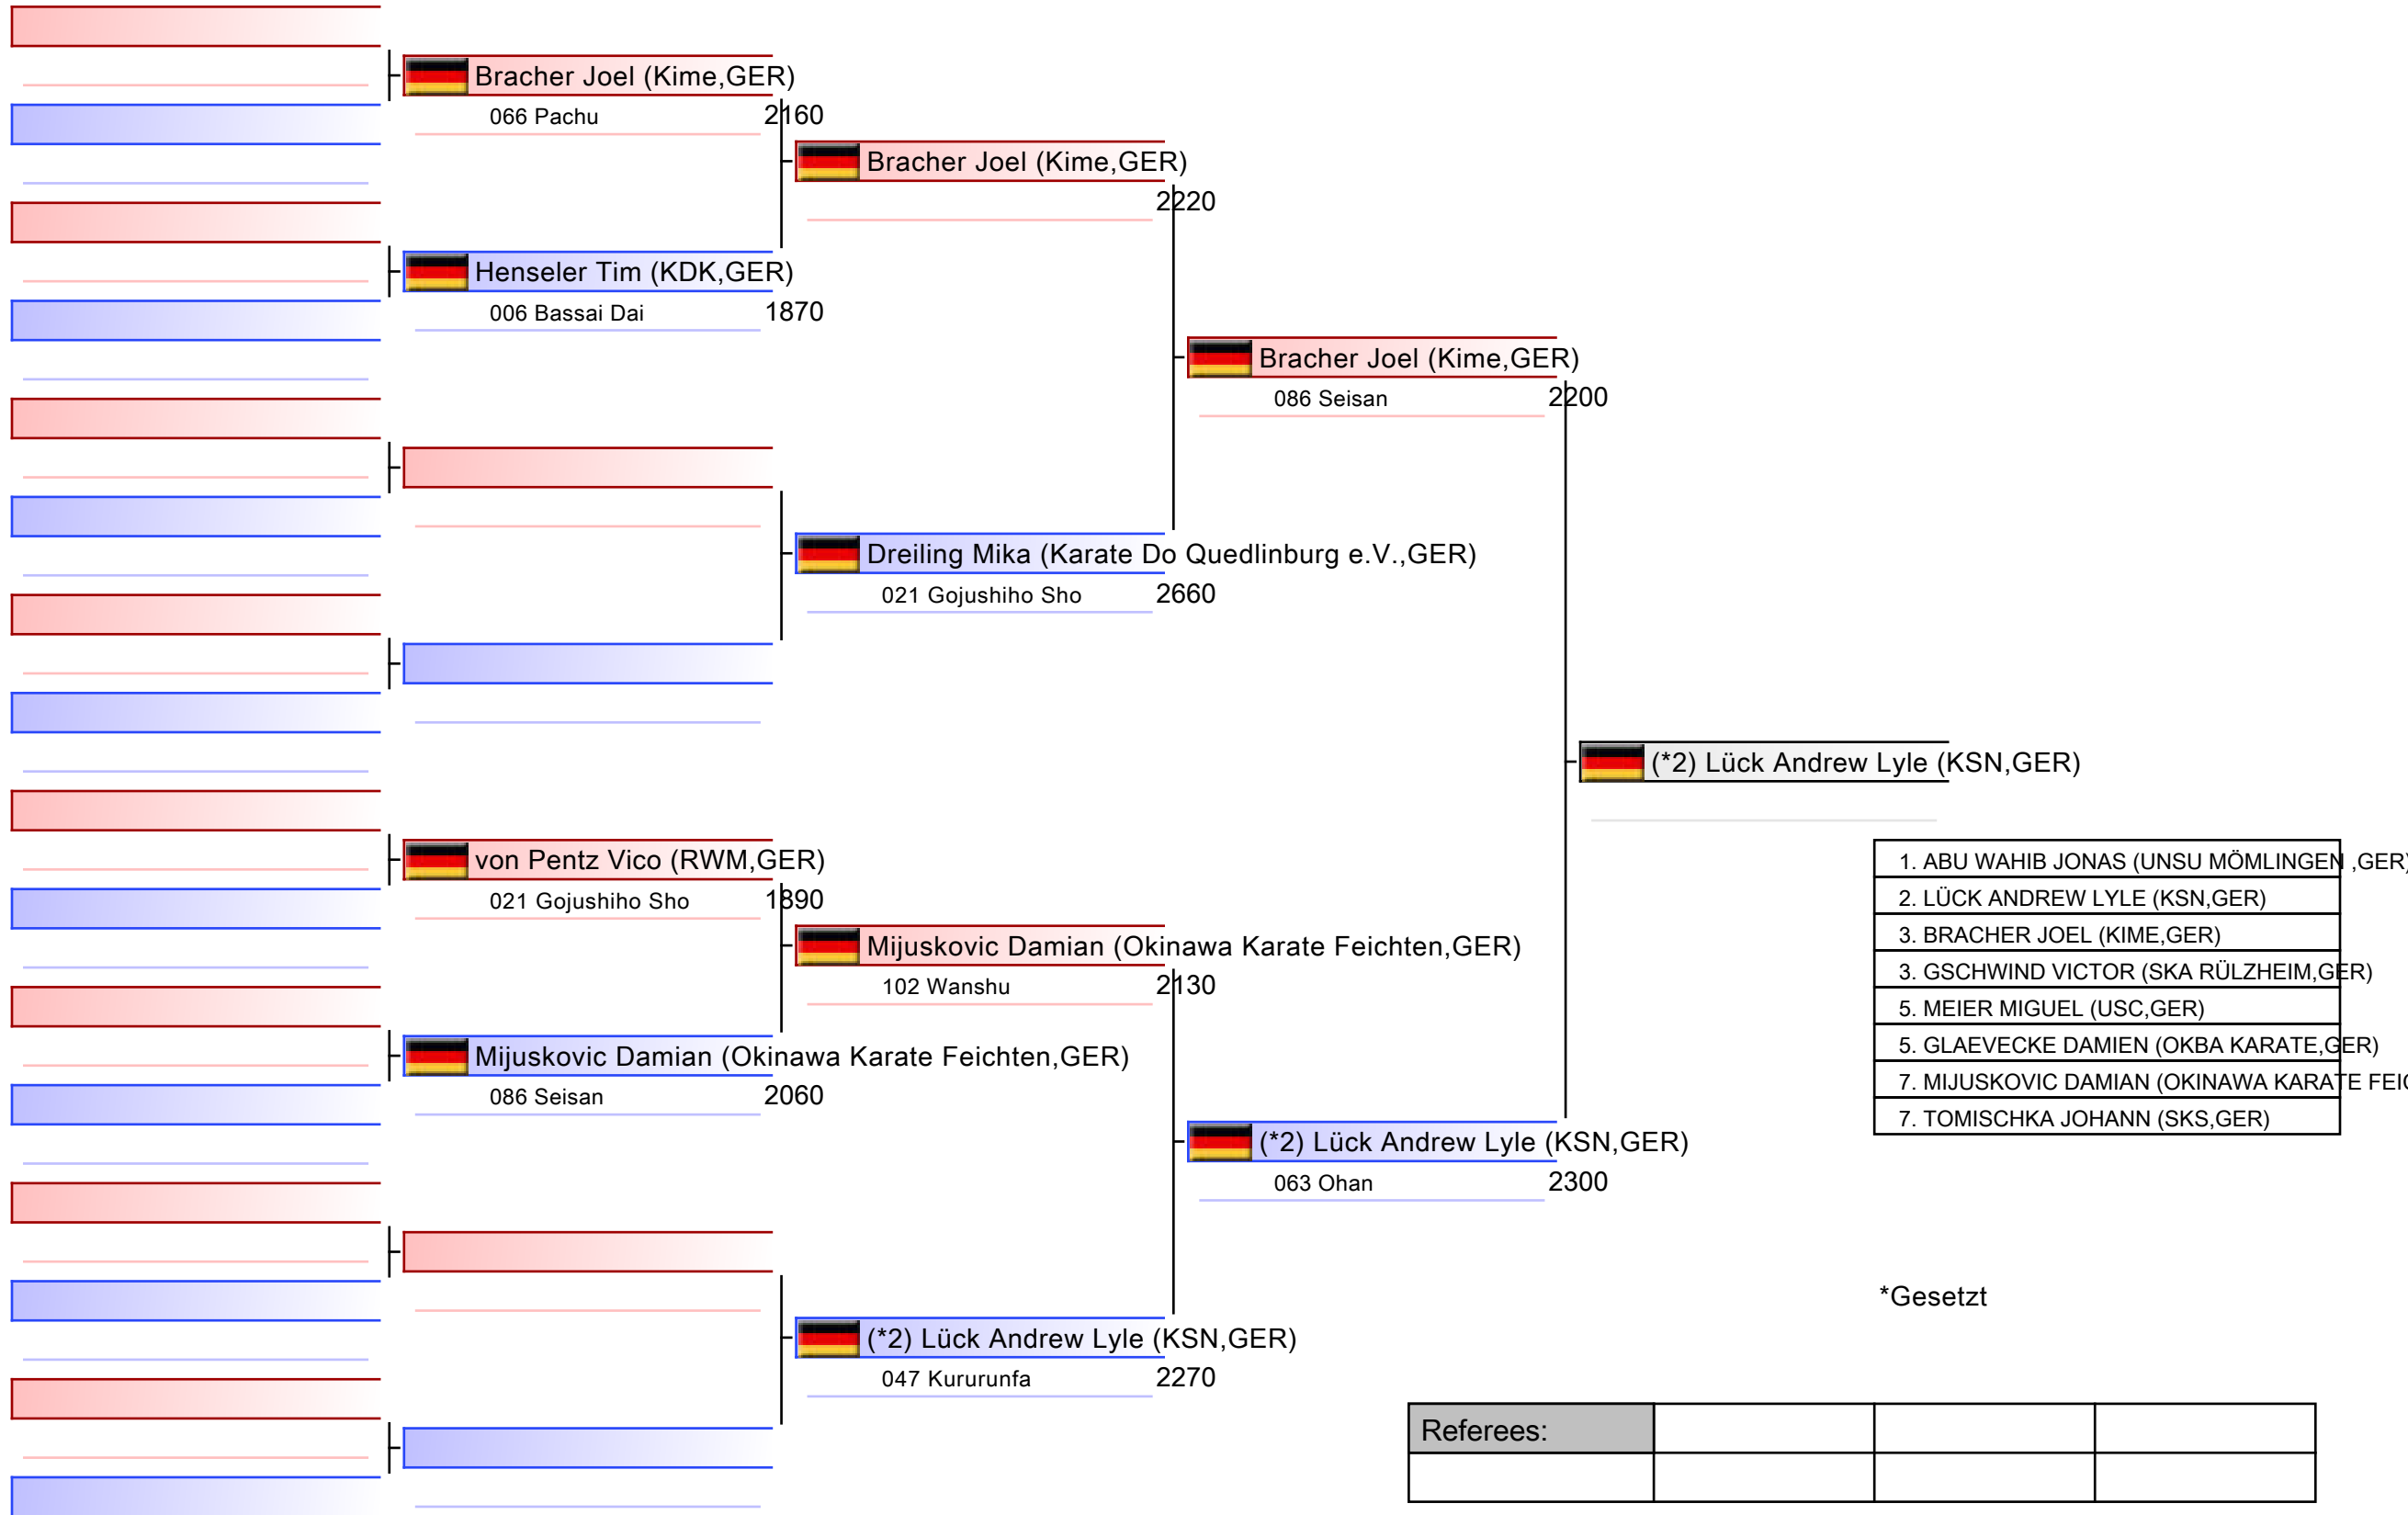 Bracher Joel (Kime,GER)
066 Pachu 2160
Bracher Joel (Kime,GER)
2220
Henseler Tim (KDK,GER)
006 Bassai Dai 1870
Bracher Joel (Kime,GER)
086 Seisan 2200
Dreiling Mika (Karate Do Quedlinburg e.V.,GER)
021 Gojushiho Sho 2660
(*2) Lück Andrew Lyle (KSN,GER)
von Pentz Vico (RWM,GER)
021 Gojushiho Sho 1890
Mijuskovic Damian (Okinawa Karate Feichten,GER)
102 Wanshu 2130
Mijuskovic Damian (Okinawa Karate Feichten,GER)
086 Seisan 2060
(*2) Lück Andrew Lyle (KSN,GER)
063 Ohan 2300
(*2) Lück Andrew Lyle (KSN,GER)
047 Kururunfa 2270
1. ABU WAHIB JONAS (UNSU MÖMLINGEN ,GER)
2. LÜCK ANDREW LYLE (KSN,GER)
3. BRACHER JOEL (KIME,GER)
3. GSCHWIND VICTOR (SKA RÜLZHEIM,GER)
5. MEIER MIGUEL (USC,GER)
5. GLAEVECKE DAMIEN (OKBA KARATE,GER)
7. MIJUSKOVIC DAMIAN (OKINAWA KARATE FEIC
7. TOMISCHKA JOHANN (SKS,GER)
*Gesetzt
Referees: